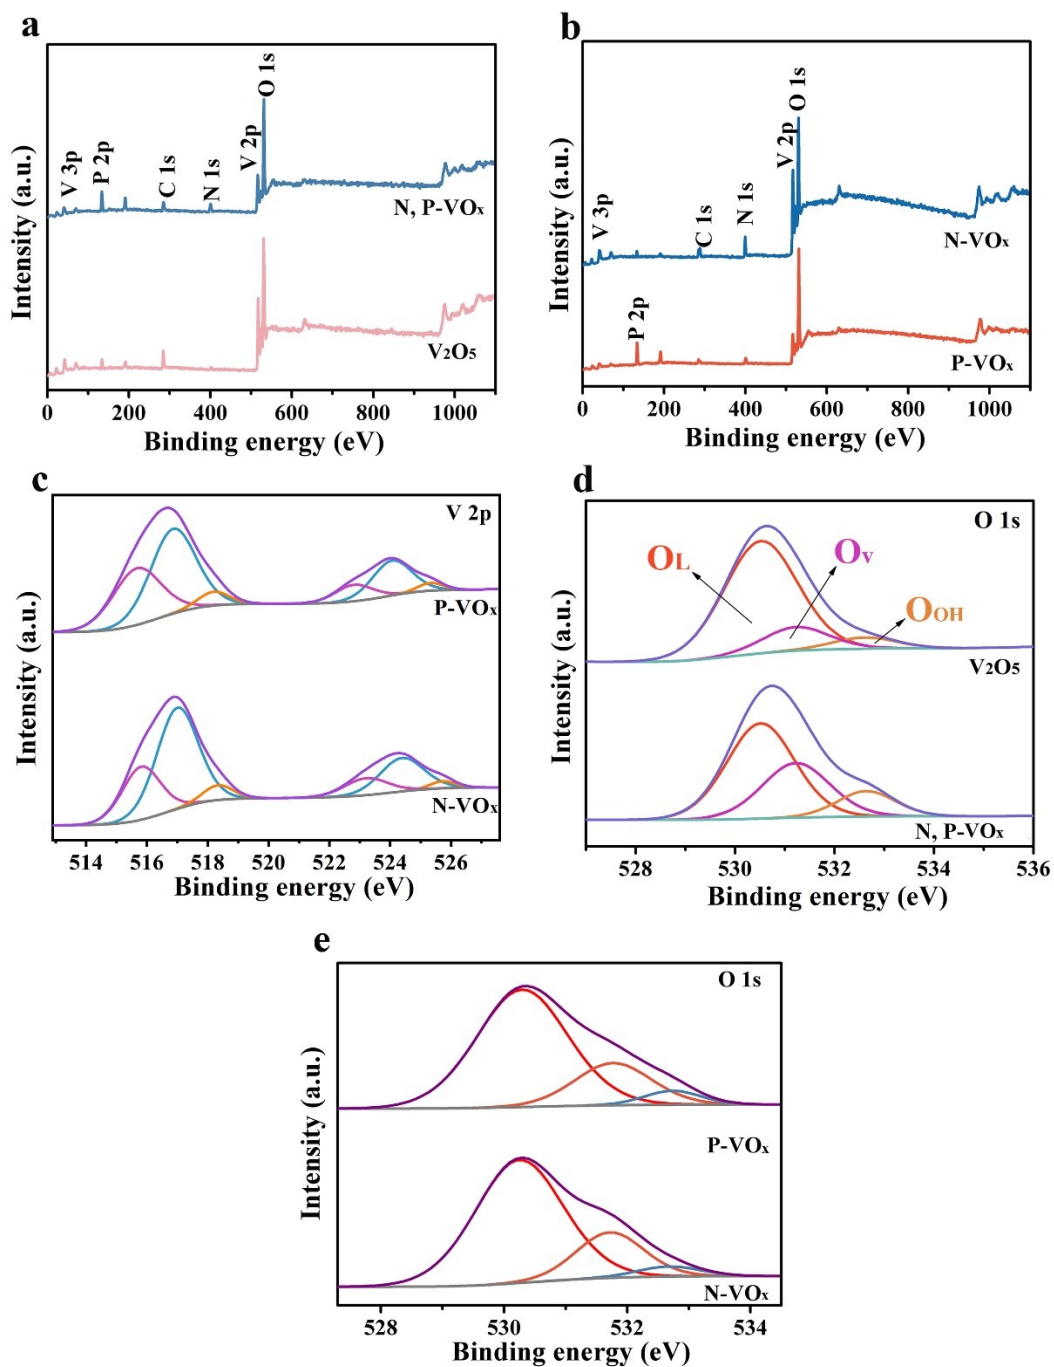 a
Intensity (a.u.)
V 3p
P 2p
C 1s
N 1s
V 2p
O 1s
N, P-VOx
V2O5
0 200 400 600 800 1000
Binding energy (eV)
b
Intensity (a.u.)
V 3p
C 1s
N 1s
V 2p
O 1s
N-VOx
P 2p
P-VOx
0 200 400 600 800 1000
Binding energy (eV)
c
Intensity (a.u.)
V 2p
P-VOx
N-VOx
514 516 518 520 522 524 526
Binding energy (eV)
d
Intensity (a.u.)
O 1s
OL
Ov
OOH
V2O5
N, P-VOx
528 530 532 534 536
Binding energy (eV)
e
Intensity (a.u.)
O 1s
P-VOx
N-VOx
528 530 532 534
Binding energy (eV)